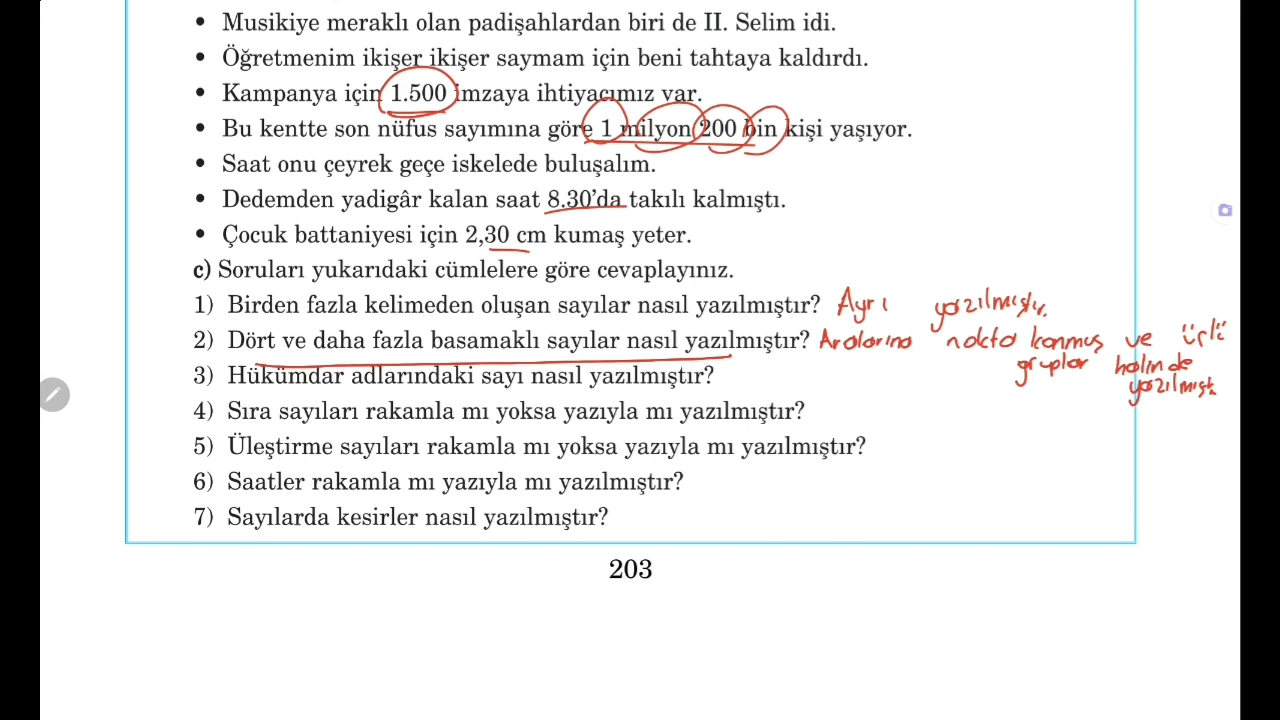 • Musikiye meraklı olan padişahlardan biri de II. Selim idi.
• Öğretmenim ikişer ikişer saymam için beni tahtaya kaldırdı.
• Kampanya için 1.500 imzaya ihtiyacımız var.
• Bu kentte son nüfus sayımına göre 1 milyon 200 bin kişi yaşıyor.
• Saat onu çeyrek geçe iskelede buluşalım.
• Dedemden yadigâr kalan saat 8.30’da takılı kalmıştı.
• Çocuk battaniyesi için 2,30 cm kumaş yeter.
c) Soruları yukarıdaki cümlelere göre cevaplayınız.
1) Birden fazla kelimeden oluşan sayılar nasıl yazılmıştır? Ayrı yazılmıştır.
2) Dört ve daha fazla basamaklı sayılar nasıl yazılmıştır? Aralarına nokta konmuş ve üçlü
gruplar halinde
yazılmıştı
3) Hükümdar adlarındaki sayı nasıl yazılmıştır?
4) Sıra sayıları rakamla mı yoksa yazıyla mı yazılmıştır?
5) Üleştirme sayıları rakamla mı yoksa yazıyla mı yazılmıştır?
6) Saatler rakamla mı yazıyla mı yazılmıştır?
7) Sayılarda kesirler nasıl yazılmıştır?
203